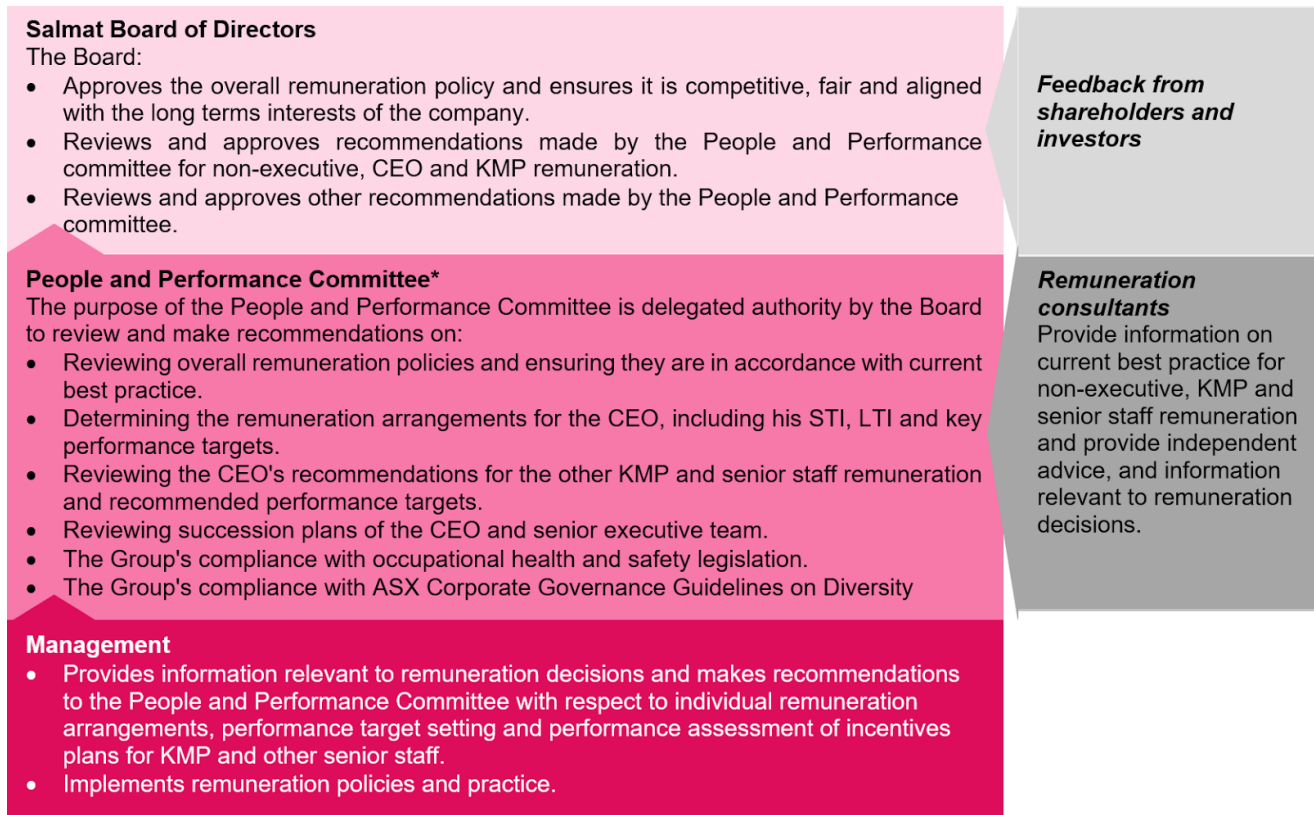 Salmat Board of Directors
The Board:
• Approves the overall remuneration policy and ensures it is competitive, fair and aligned
with the long terms interests of the company.
• Reviews and approves recommendations made by the People and Performance
committee for non-executive, CEO and KMP remuneration.
• Reviews and approves other recommendations made by the People and Performance
committee.
Feedback from
shareholders and
investors
People and Performance Committee*
The purpose of the People and Performance Committee is delegated authority by the Board
to review and make recommendations on:
• Reviewing overall remuneration policies and ensuring they are in accordance with current
best practice.
• Determining the remuneration arrangements for the CEO, including his STI, LTI and key
performance targets.
• Reviewing the CEO's recommendations for the other KMP and senior staff remuneration
and recommended performance targets.
• Reviewing succession plans of the CEO and senior executive team.
• The Group's compliance with occupational health and safety legislation.
• The Group's compliance with ASX Corporate Governance Guidelines on Diversity
Remuneration
consultants
Provide information on
current best practice for
non-executive, KMP and
senior staff remuneration
and provide independent
advice, and information
relevant to remuneration
decisions.
Management
• Provides information relevant to remuneration decisions and makes recommendations
to the People and Performance Committee with respect to individual remuneration
arrangements, performance target setting and performance assessment of incentives
plans for KMP and other senior staff.
• Implements remuneration policies and practice.